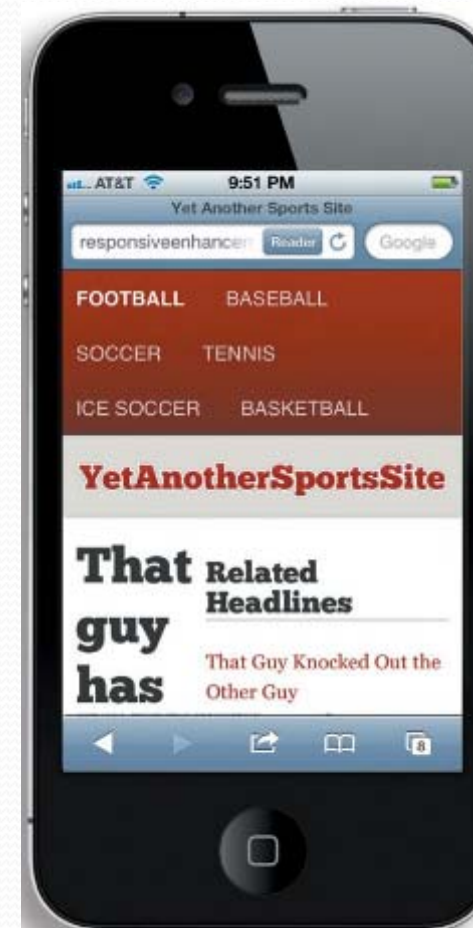 AT&T 9:51 PM
Yet Another Sports Site
responsiveenhancem Reader Google
FOOTBALL BASEBALL
SOCCER TENNIS
ICE SOCCER BASKETBALL
YetAnotherSportsSite
That
guy
has
Related
Headlines
That Guy Knocked Out the
Other Guy
8